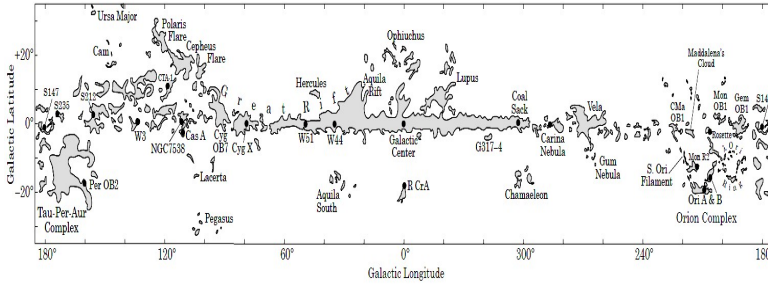 Ursa Major
Polaris
Flare
Cepheus
Flare
Cam
CTA-1
Ophiuchus
Hercules
Aquila
Rift
Lupus
Maddalena's
Cloud
Great Rift
S147
S235
S212
W3
NGC7538
Cas A
Cyg
OB7
Cyg X
W51
W44
Galactic
Center
G317-4
Coal
Sack
Carina
Nebula
Vela
Gum
Nebula
CMa
OB1
Mon
OB1
Gem
OB1
S14
Rosette
Mon R2
S. Ori
Filament
Ori A & B
Orion Complex
Per OB2
Tau-Per-Aur
Complex
Lacerta
Pegasus
Aquila
South
R CrA
Chamaeleon
+20°
0°
−20°
Galactic Latitude
180° 120° 60° 0° 300° 240° 180
Galactic Longitude